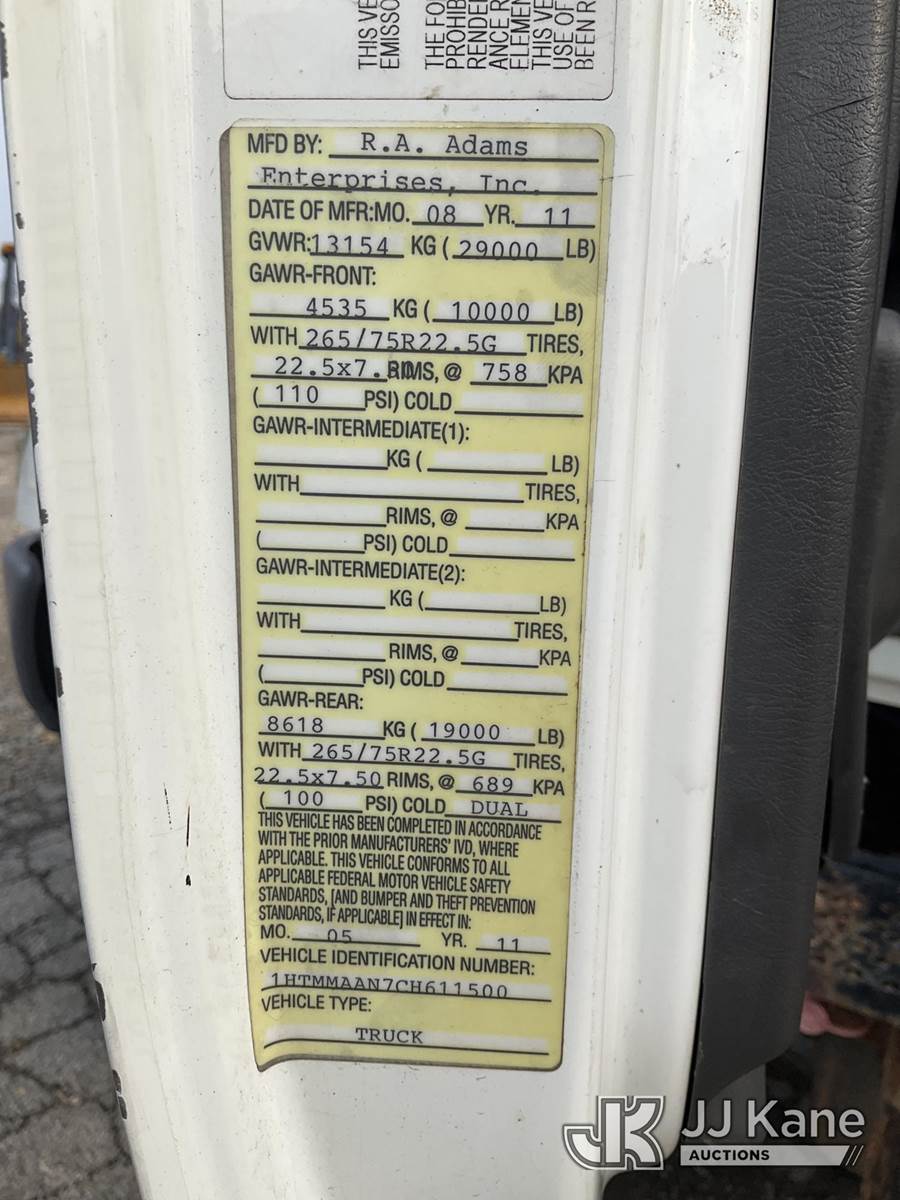 THIS VE
EMISSO
THE FO
PROHIB
RENDE
ANCE R
ELEMEN
THIS VE
USE OF
BEEN R
MFD BY: R.A. Adams
Enterprises, Inc.
DATE OF MFR:MO. 08 YR. 11
GVWR:13154 KG ( 29000 LB)
GAWR-FRONT:
4535 KG ( 10000 LB)
WITH 265/75R22.5G TIRES,
22.5x7. RIMS, @ 758 KPA
( 110 PSI) COLD
GAWR-INTERMEDIATE(1):
KG ( LB)
WITH TIRES,
RIMS, @ KPA
( PSI) COLD
GAWR-INTERMEDIATE(2):
KG ( LB)
WITH TIRES,
RIMS, @ KPA
( PSI) COLD
GAWR-REAR:
8618 KG ( 19000 LB)
WITH 265/75R22.5G TIRES,
22.5x7.50 RIMS, @ 689 KPA
( 100 PSI) COLD DUAL
THIS VEHICLE HAS BEEN COMPLETED IN ACCORDANCE
WITH THE PRIOR MANUFACTURERS' IVD, WHERE
APPLICABLE. THIS VEHICLE CONFORMS TO ALL
APPLICABLE FEDERAL MOTOR VEHICLE SAFETY
STANDARDS, [AND BUMPER AND THEFT PREVENTION
STANDARDS, IF APPLICABLE] IN EFFECT IN:
MO. 05 YR. 11
VEHICLE IDENTIFICATION NUMBER:
1HTMMAAN7CH611500
VEHICLE TYPE:
TRUCK
JK JJ Kane
AUCTIONS